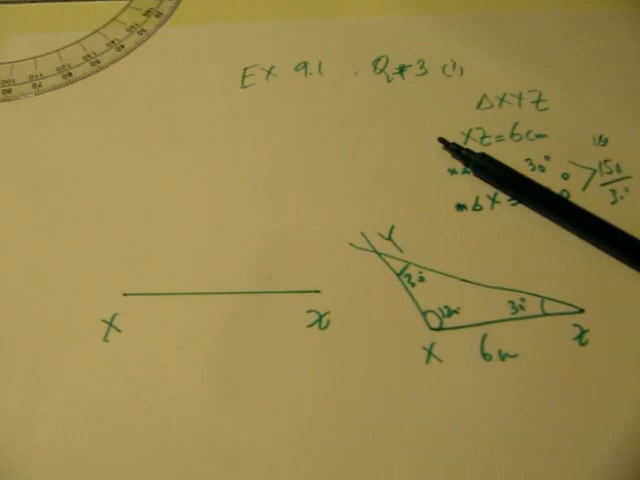 EX 9.1 . Q#3 (i)
△XYZ
XZ = 6cm
30°
150
30
Y
30
120
30
X
Z
X
6cm
Z